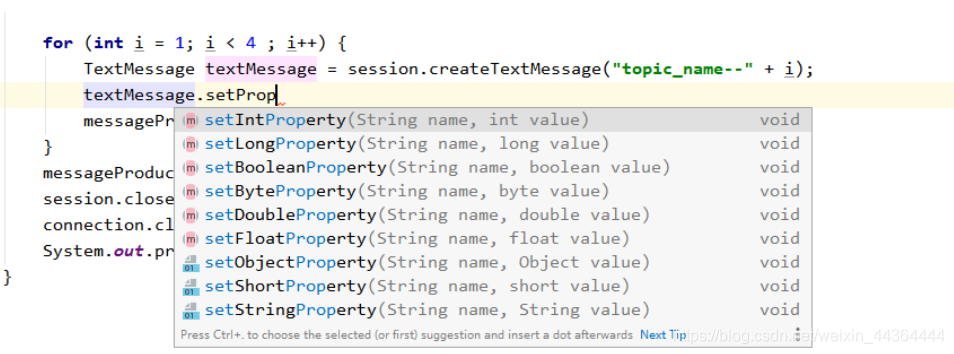 for (int i = 1; i < 4 ; i++) {
TextMessage textMessage = session.createTextMessage("topic_name--" + i);
textMessage.setProp
messagePr
}
messageProduc
session.close
connection.cl
System.out.pr
}
setIntProperty(String name, int value) void
setLongProperty(String name, long value) void
setBooleanProperty(String name, boolean value) void
setByteProperty(String name, byte value) void
setDoubleProperty(String name, double value) void
setFloatProperty(String name, float value) void
setObjectProperty(String name, Object value) void
setShortProperty(String name, short value) void
setStringProperty(String name, String value) void
Press Ctrl+. to choose the selected (or first) suggestion and insert a dot afterwards Next Tip
https://blog.csdn.net/weixin_44364444